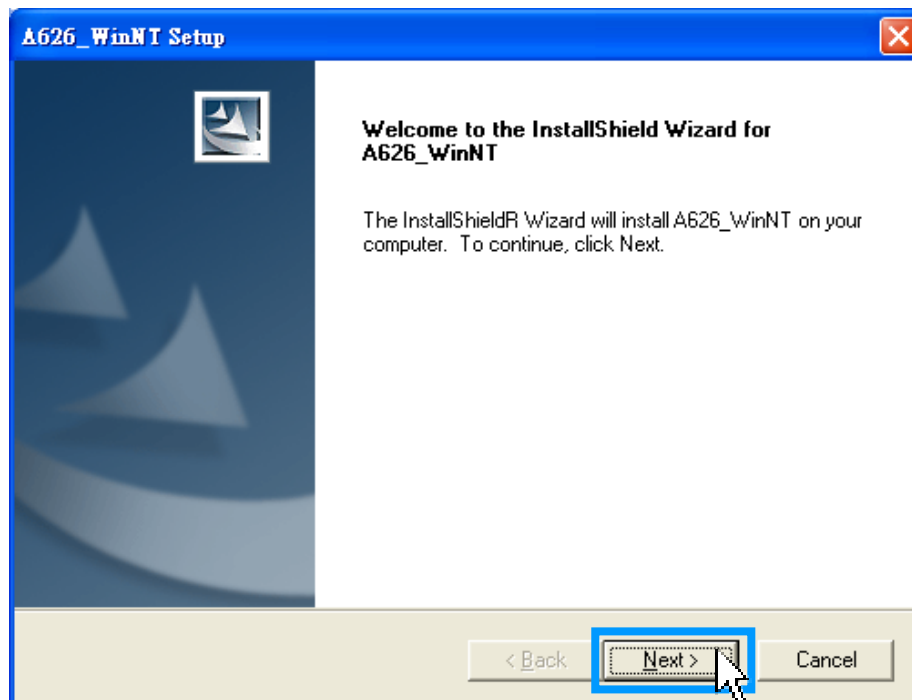 A626_WinNT Setup
Welcome to the InstallShield Wizard for
A626_WinNT
The InstallShieldR Wizard will install A626_WinNT on your
computer. To continue, click Next.
< Back
Next >
Cancel